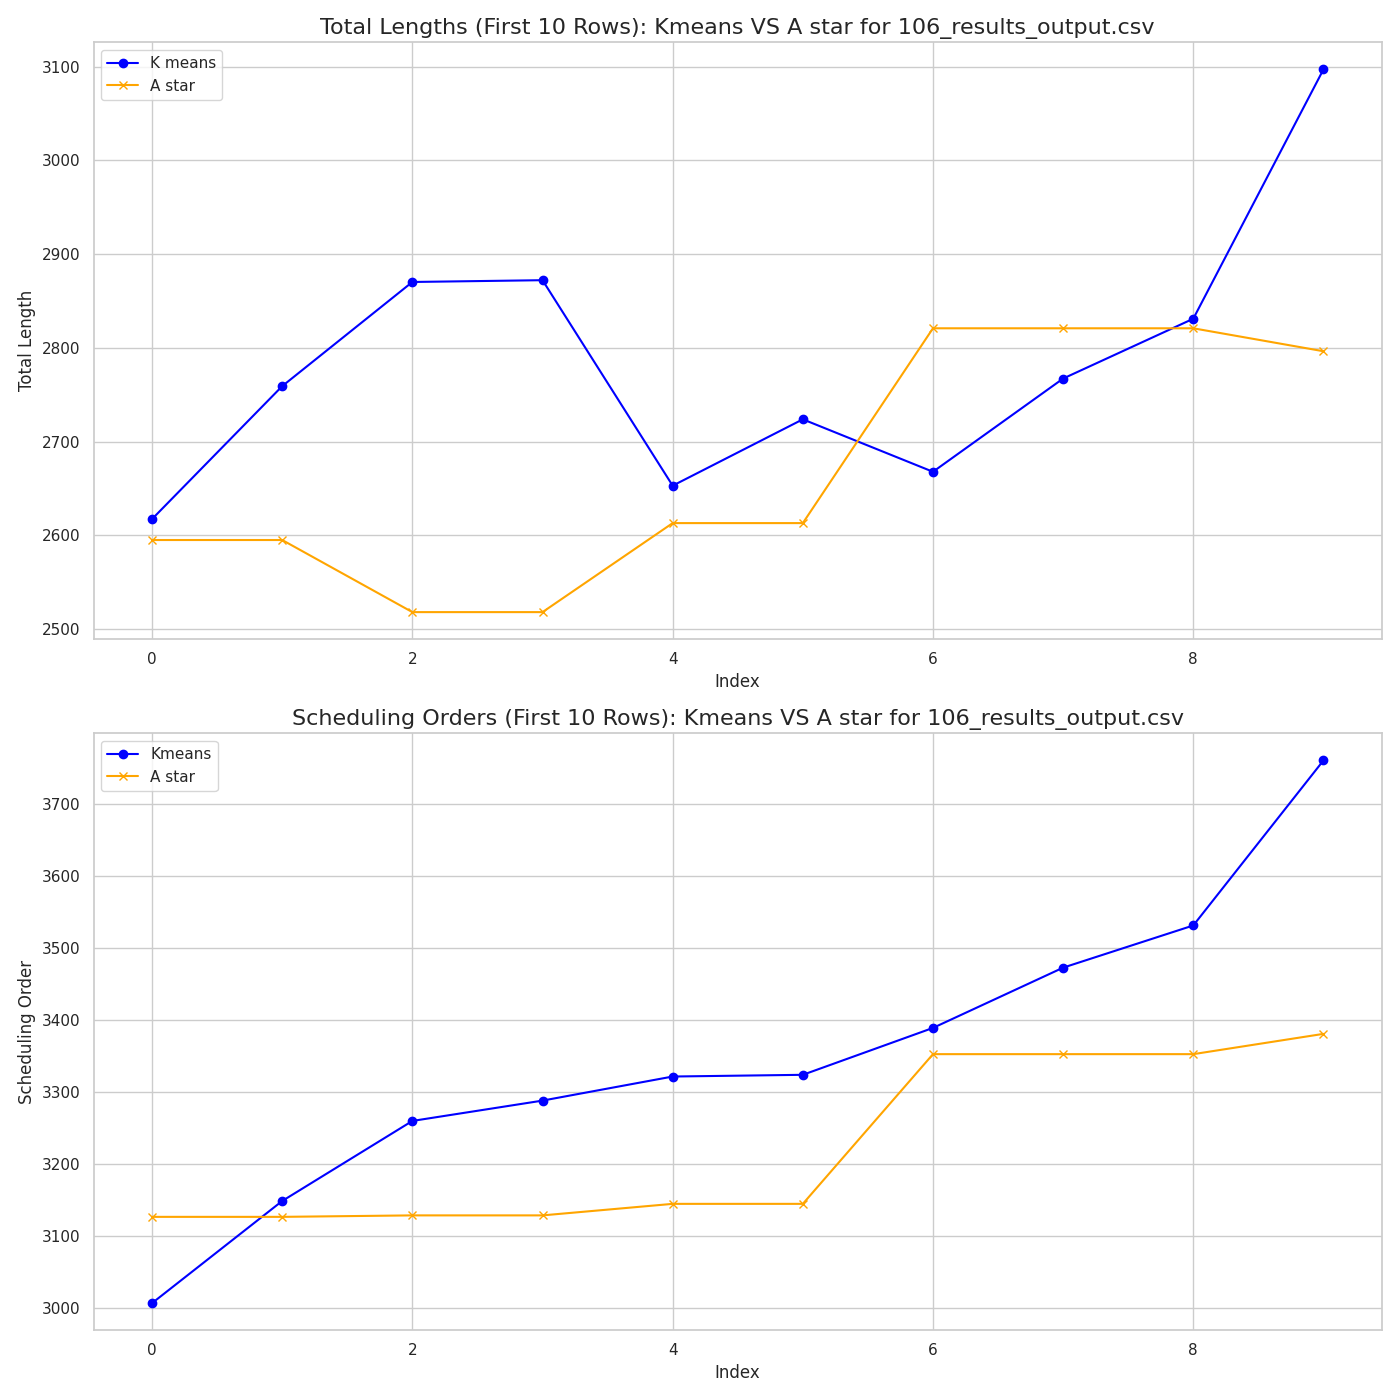 Total Lengths (First 10 Rows): Kmeans VS A star for 106_results_output.csv
K means
A star
3100
3000
2900
2800
2700
2600
2500
Total Length
0 2 4 6 8
Index
Scheduling Orders (First 10 Rows): Kmeans VS A star for 106_results_output.csv
Kmeans
A star
3700
3600
3500
3400
3300
3200
3100
3000
Scheduling Order
0 2 4 6 8
Index